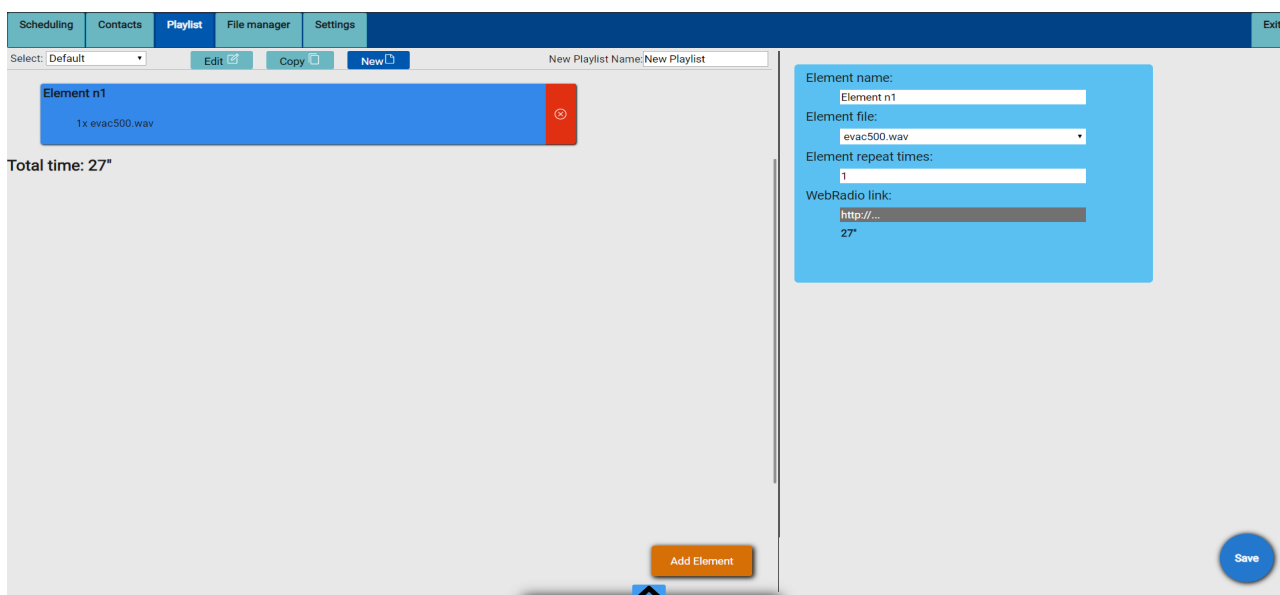 Scheduling Contacts Playlist File manager Settings Exit
Select: Default Edit Copy New New Playlist Name: New Playlist
Element n1
1x evac500.wav
Total time: 27"
Add Element
Element name:
Element n1
Element file:
evac500.wav
Element repeat times:
1
WebRadio link:
http://...
27"
Save